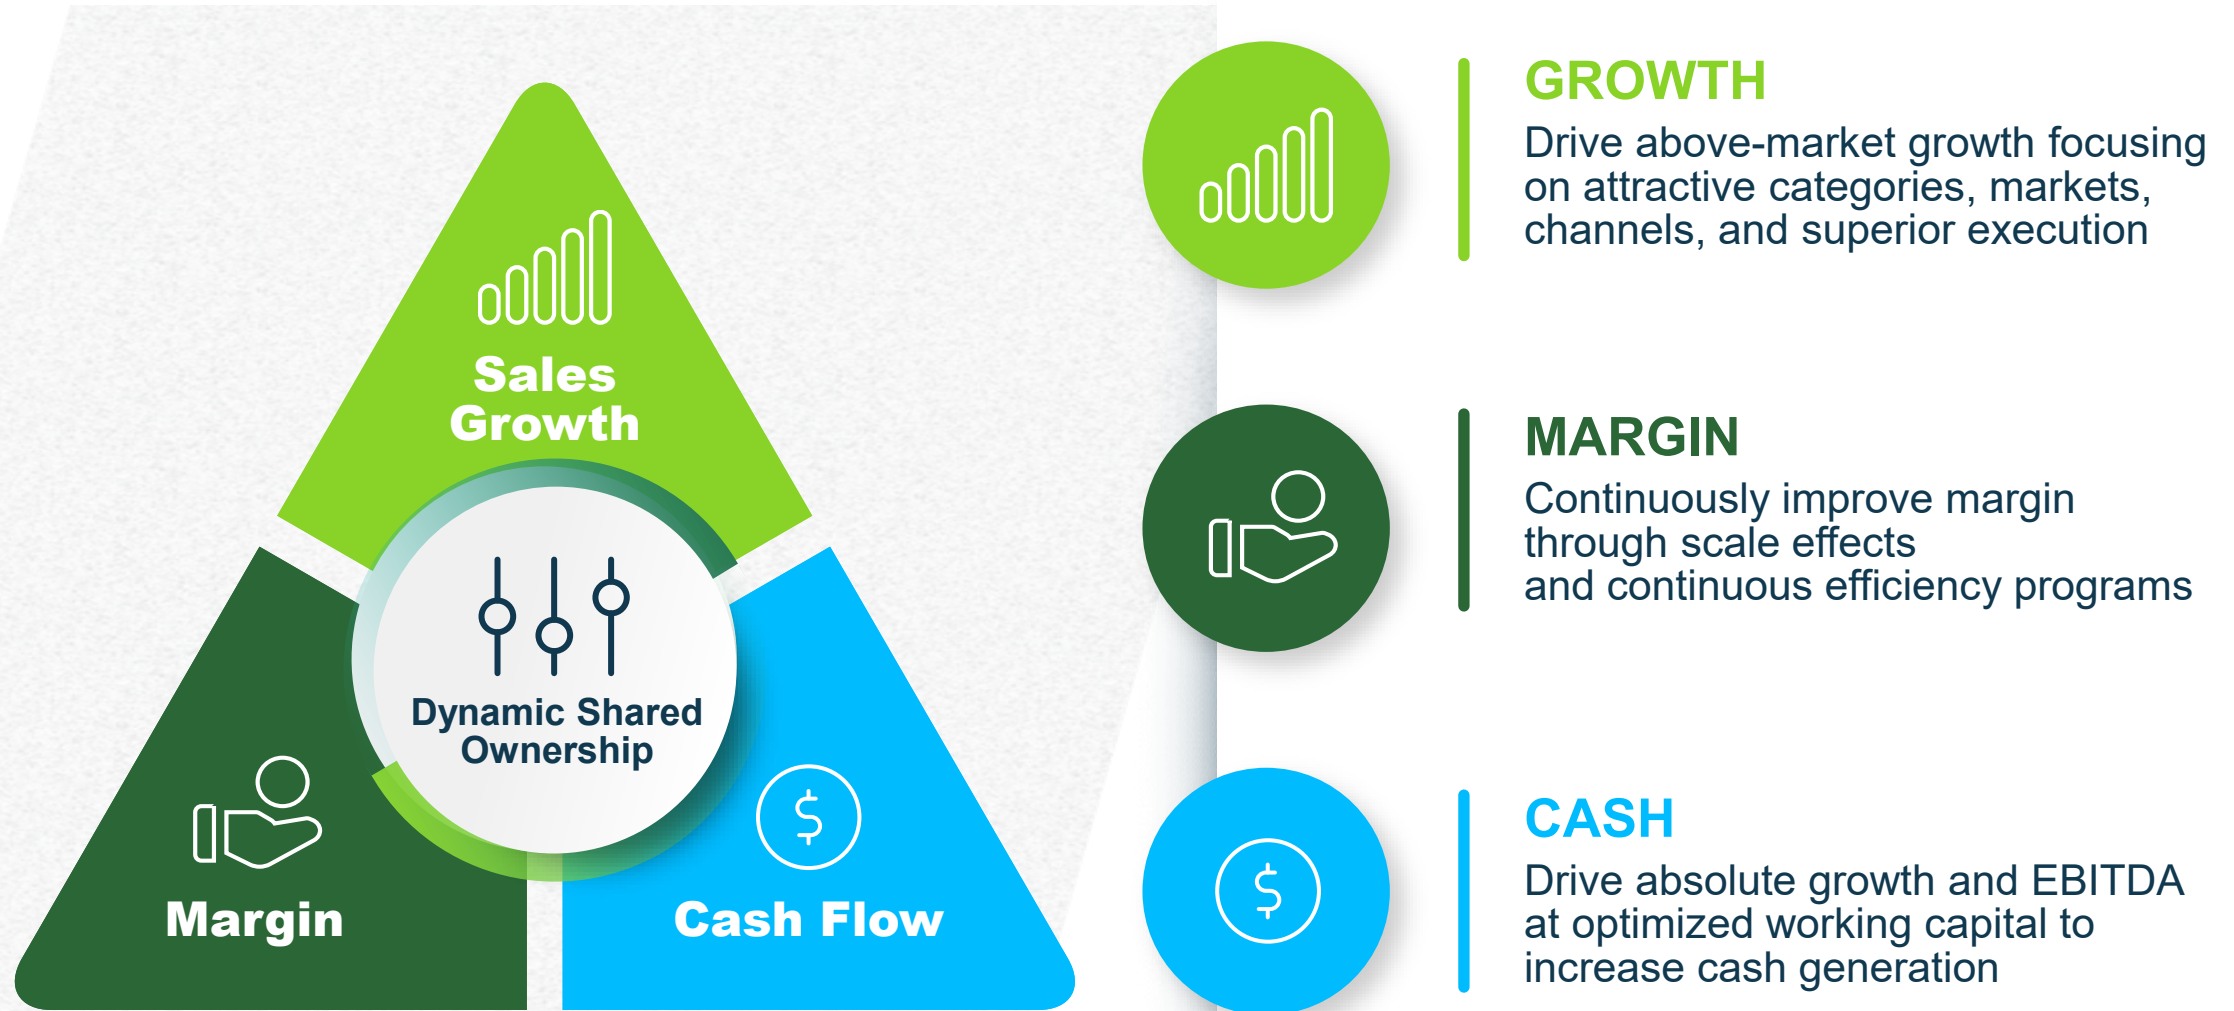 Sales
Growth
Dynamic Shared
Ownership
$
Margin
$
Cash Flow
GROWTH
Drive above-market growth focusing
on attractive categories, markets,
channels, and superior execution
MARGIN
Continuously improve margin
through scale effects
and continuous efficiency programs
$
CASH
Drive absolute growth and EBITDA
at optimized working capital to
increase cash generation